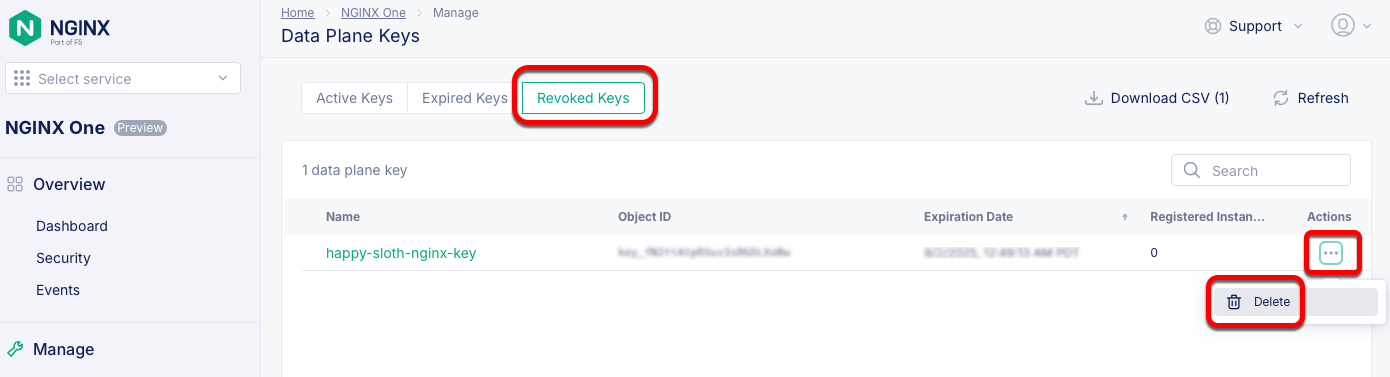 NGINX
Part of F5
Select service
NGINX One Preview
Overview
Dashboard
Security
Events
Manage
Home > NGINX One > Manage
Data Plane Keys
Support
Active Keys Expired Keys Revoked Keys
Download CSV (1) Refresh
1 data plane key
Search
Name Object ID Expiration Date Registered Instan... Actions
happy-sloth-nginx-key 0
Delete